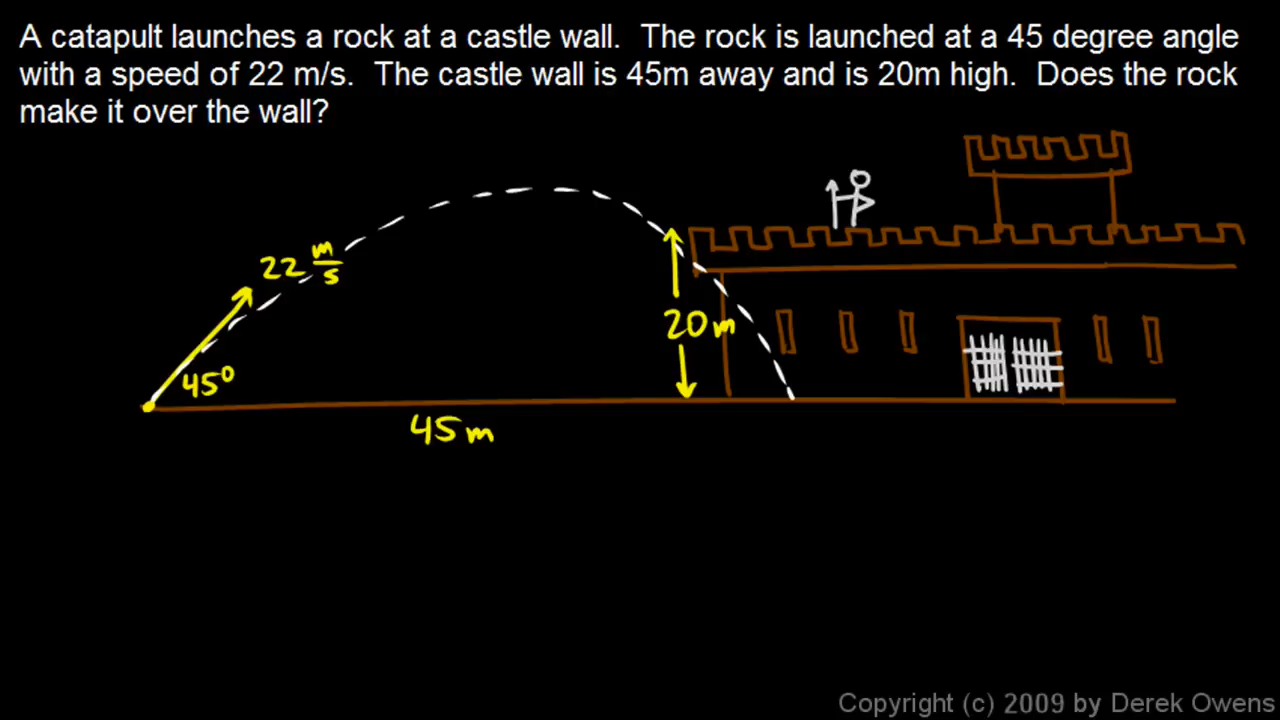 A catapult launches a rock at a castle wall.  The rock is launched at a 45 degree angle
with a speed of 22 m/s.  The castle wall is 45m away and is 20m high.  Does the rock
make it over the wall?
22 m/s
45°
20 m
45 m
Copyright (c) 2009 by Derek Owens